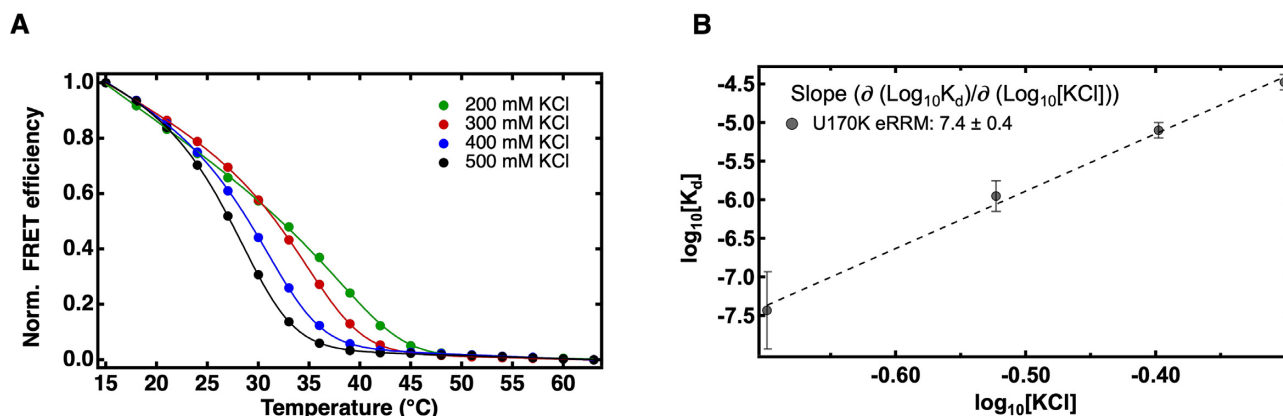 A
Norm. FRET efficiency
1.0
0.8
0.6
0.4
0.2
0.0
200 mM KCl
300 mM KCl
400 mM KCl
500 mM KCl
15 20 25 30 35 40 45 50 55 60
Temperature (°C)
B
log₁₀[K_d]
-4.5
-5.0
-5.5
-6.0
-6.5
-7.0
-7.5
Slope (∂ (Log₁₀K_d)/∂ (Log₁₀[KCl]))
U170K eRRM: 7.4 ± 0.4
-0.60 -0.50 -0.40
log₁₀[KCl]